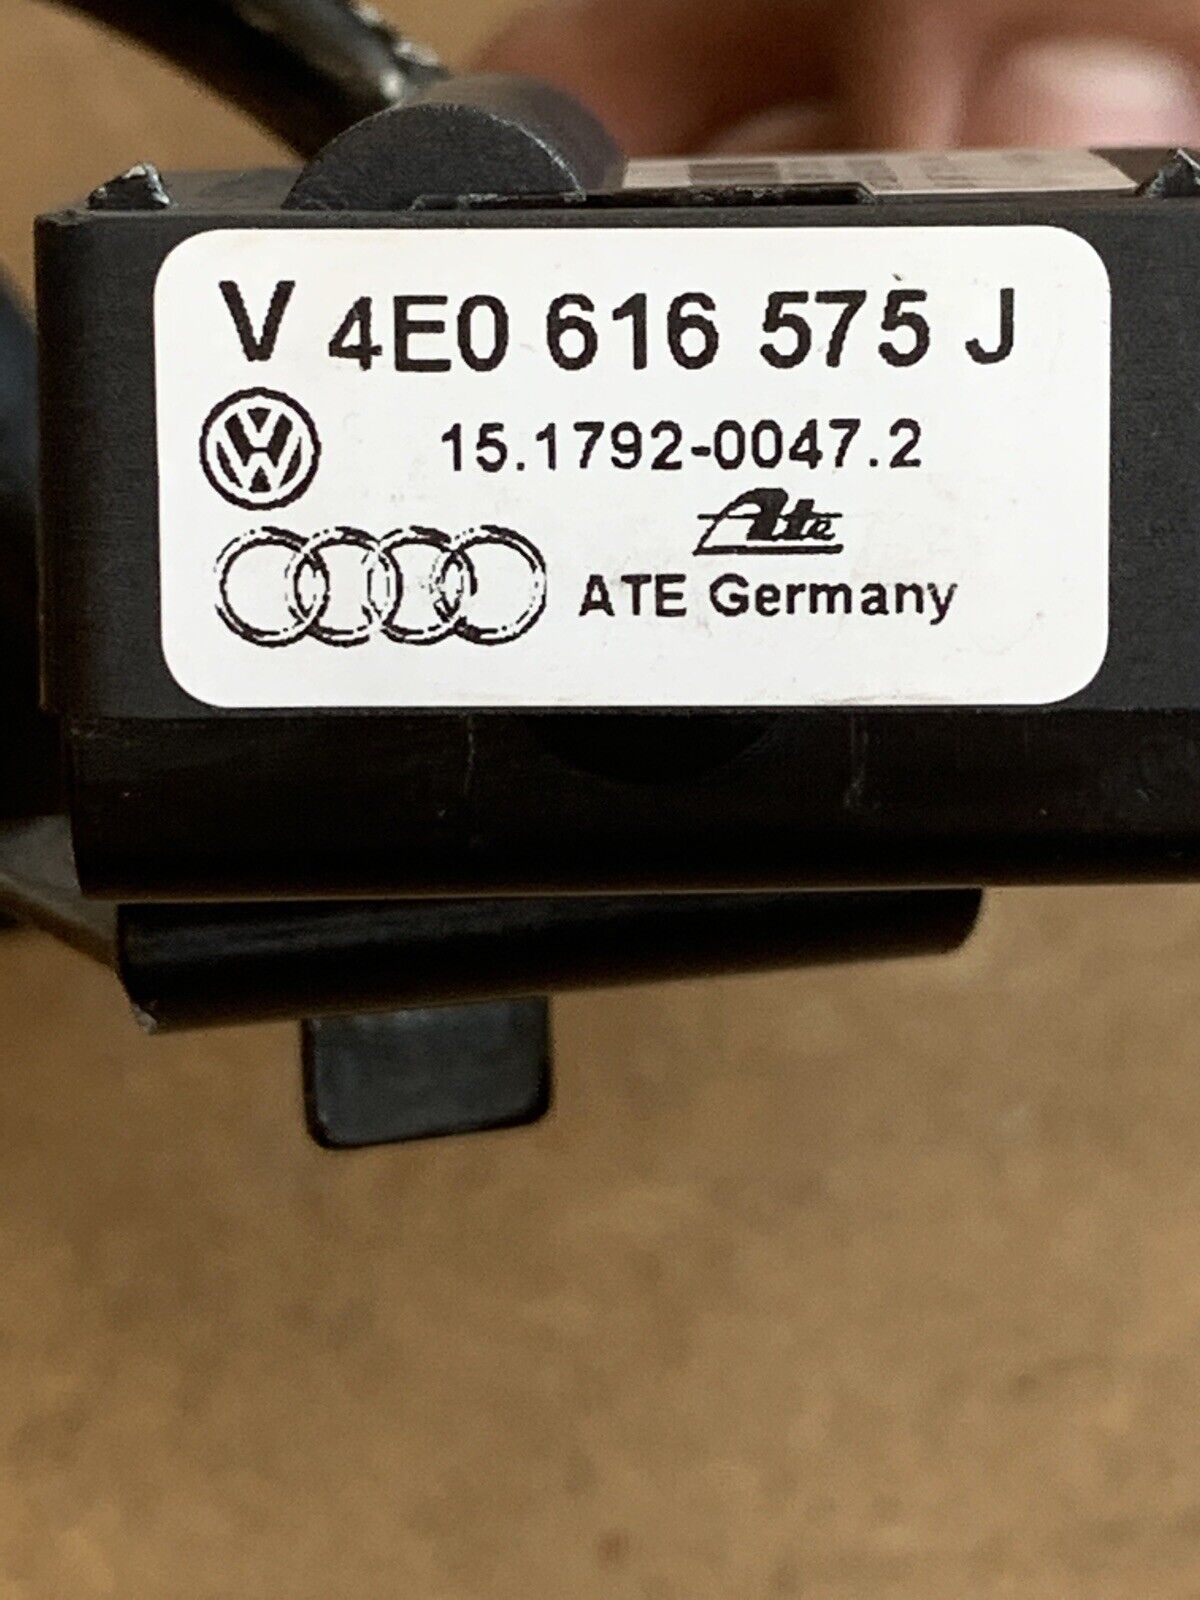 V 4E0 616 575 J
15.1792-0047.2
Ate
ATE Germany